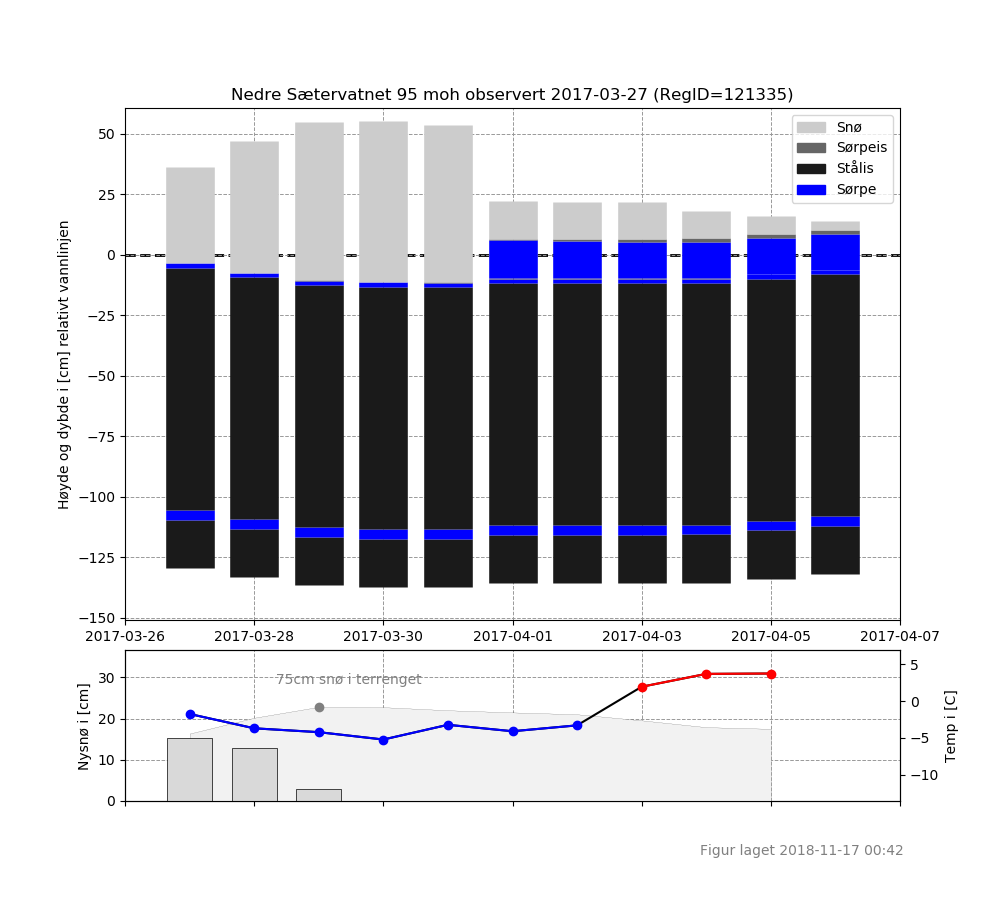 Nedre Sætervatnet 95 moh observert 2017-03-27 (RegID=121335)
Høyde og dybde i [cm] relativt vannlinjen
50
25
0
−25
−50
−75
−100
−125
−150
Snø
Sørpeis
Stålis
Sørpe
2017-03-26 2017-03-28 2017-03-30 2017-04-01 2017-04-03 2017-04-05 2017-04-07
Nysnø i [cm]
30
20
10
0
75cm snø i terrenget
5
0
−5
−10
Temp i [C]
Figur laget 2018-11-17 00:42